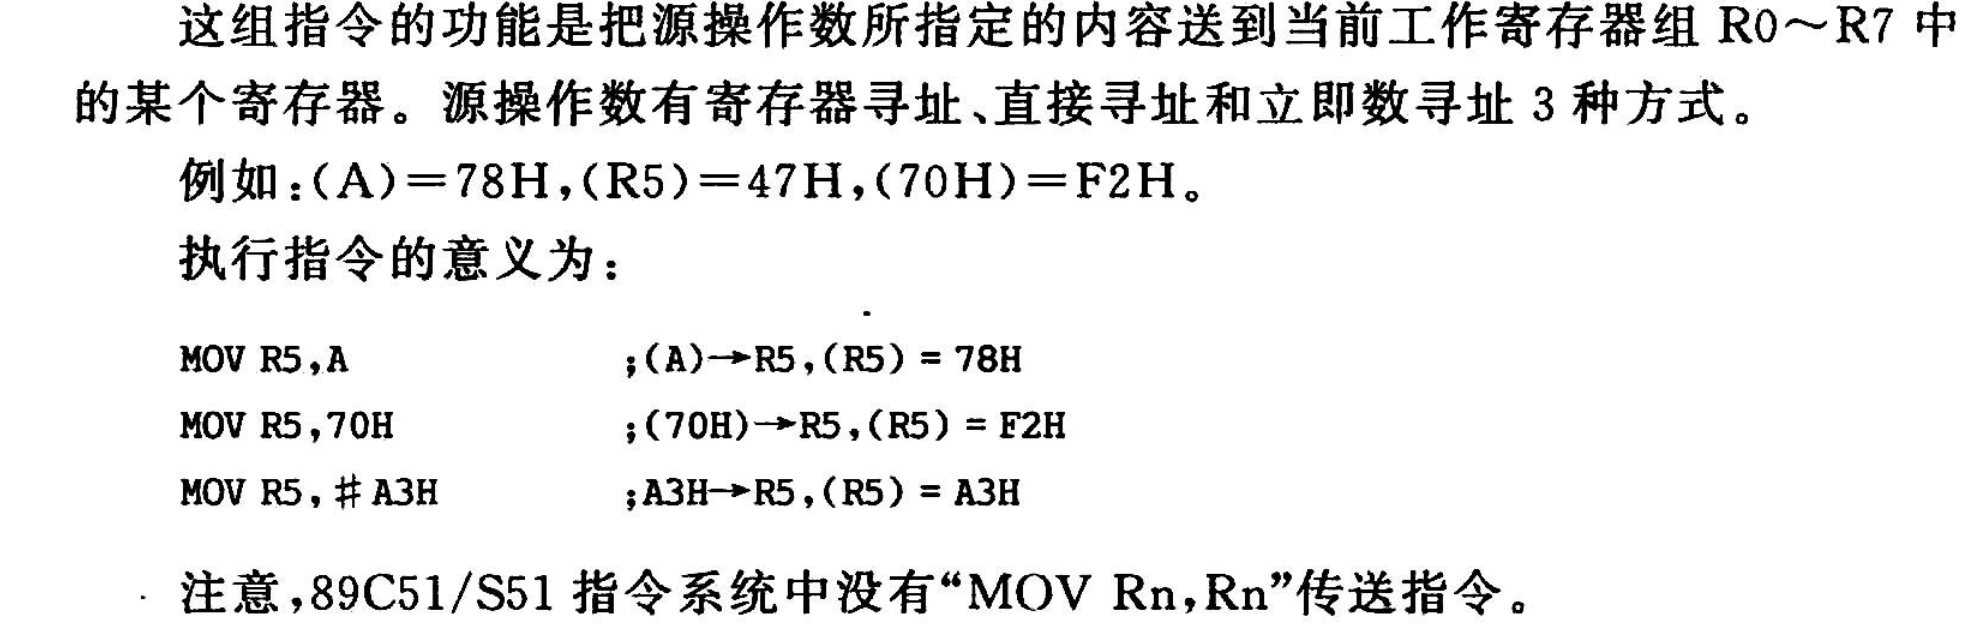 这组指令的功能是把源操作数所指定的内容送到当前工作寄存器组 R0～R7 中
的某个寄存器。源操作数有寄存器寻址、直接寻址和立即数寻址 3 种方式。
例如:(A)=78H,(R5)=47H,(70H)=F2H。
执行指令的意义为:
MOV R5,A ;(A)→R5,(R5) = 78H
MOV R5,70H ;(70H)→R5,(R5) = F2H
MOV R5,#A3H ;A3H→R5,(R5) = A3H
注意,89C51/S51 指令系统中没有“MOV Rn,Rn”传送指令。